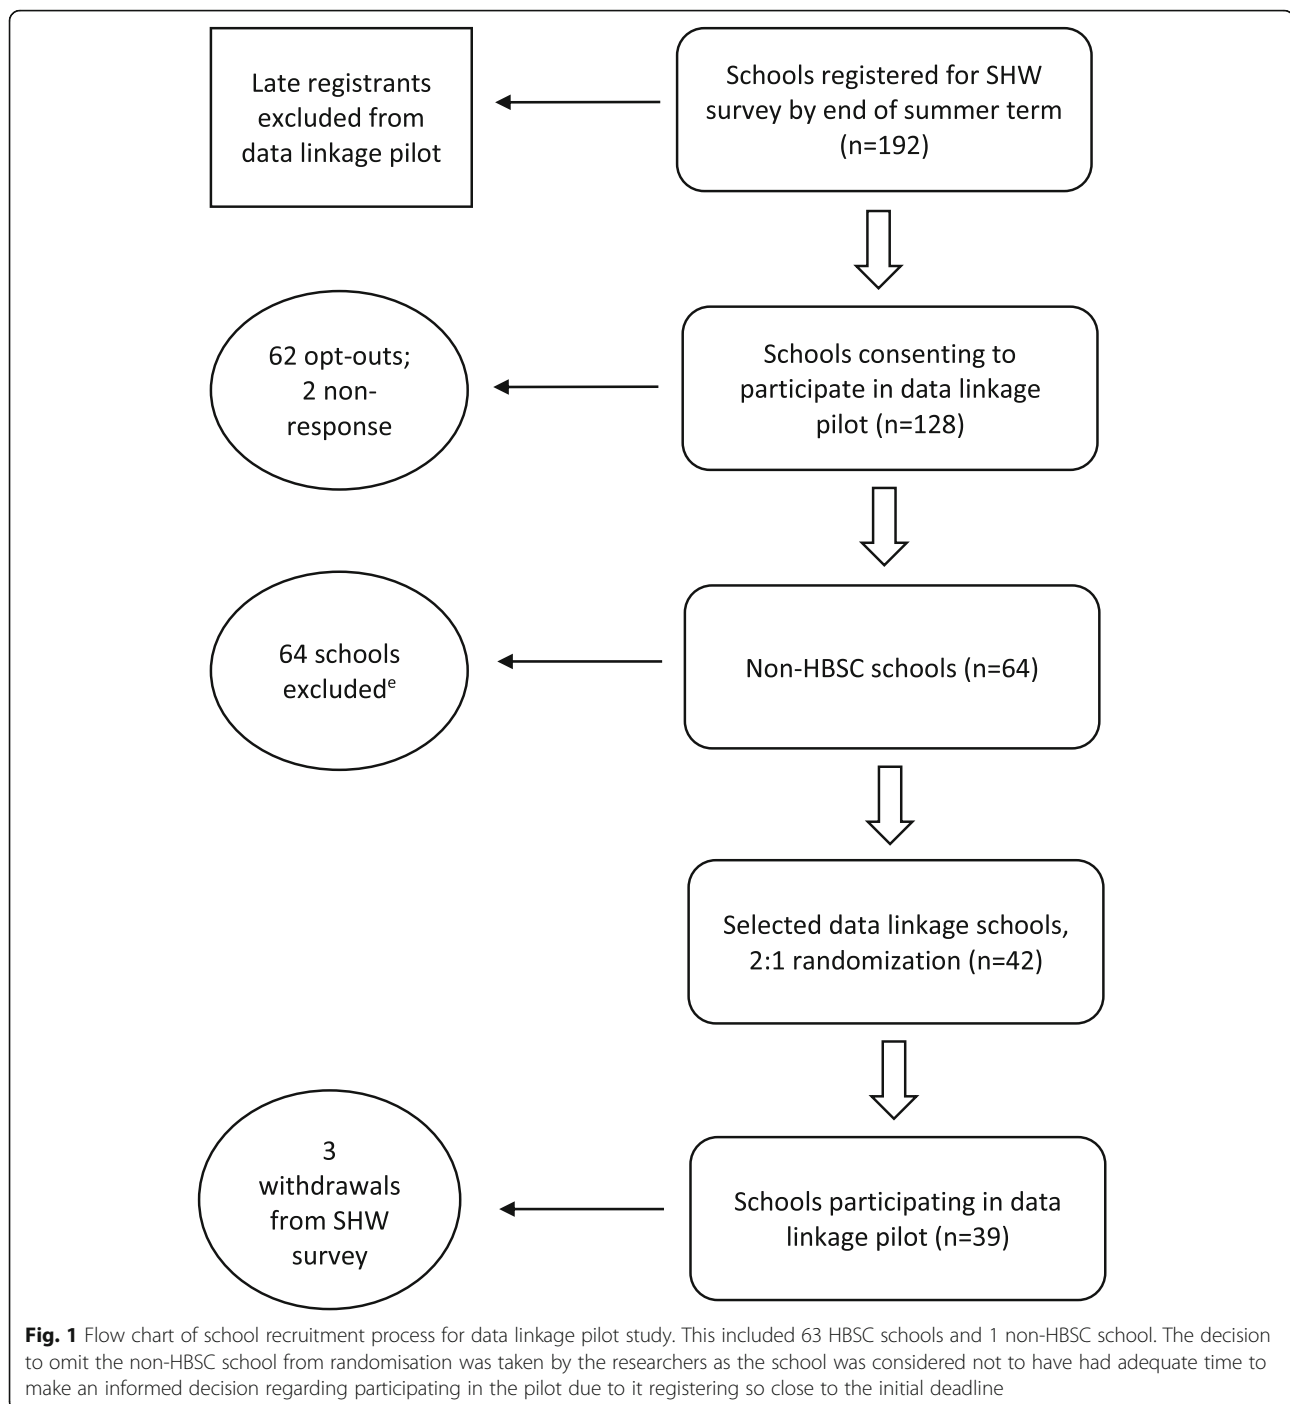 Late registrants
excluded from
data linkage pilot
Schools registered for SHW
survey by end of summer term
(n=192)
62 opt-outs;
2 non-
response
Schools consenting to
participate in data linkage
pilot (n=128)
64 schools
excludedᵉ
Non-HBSC schools (n=64)
Selected data linkage schools,
2:1 randomization (n=42)
3
withdrawals
from SHW
survey
Schools participating in data
linkage pilot (n=39)
Fig. 1 Flow chart of school recruitment process for data linkage pilot study. This included 63 HBSC schools and 1 non-HBSC school. The decision
to omit the non-HBSC school from randomisation was taken by the researchers as the school was considered not to have had adequate time to
make an informed decision regarding participating in the pilot due to it registering so close to the initial deadline